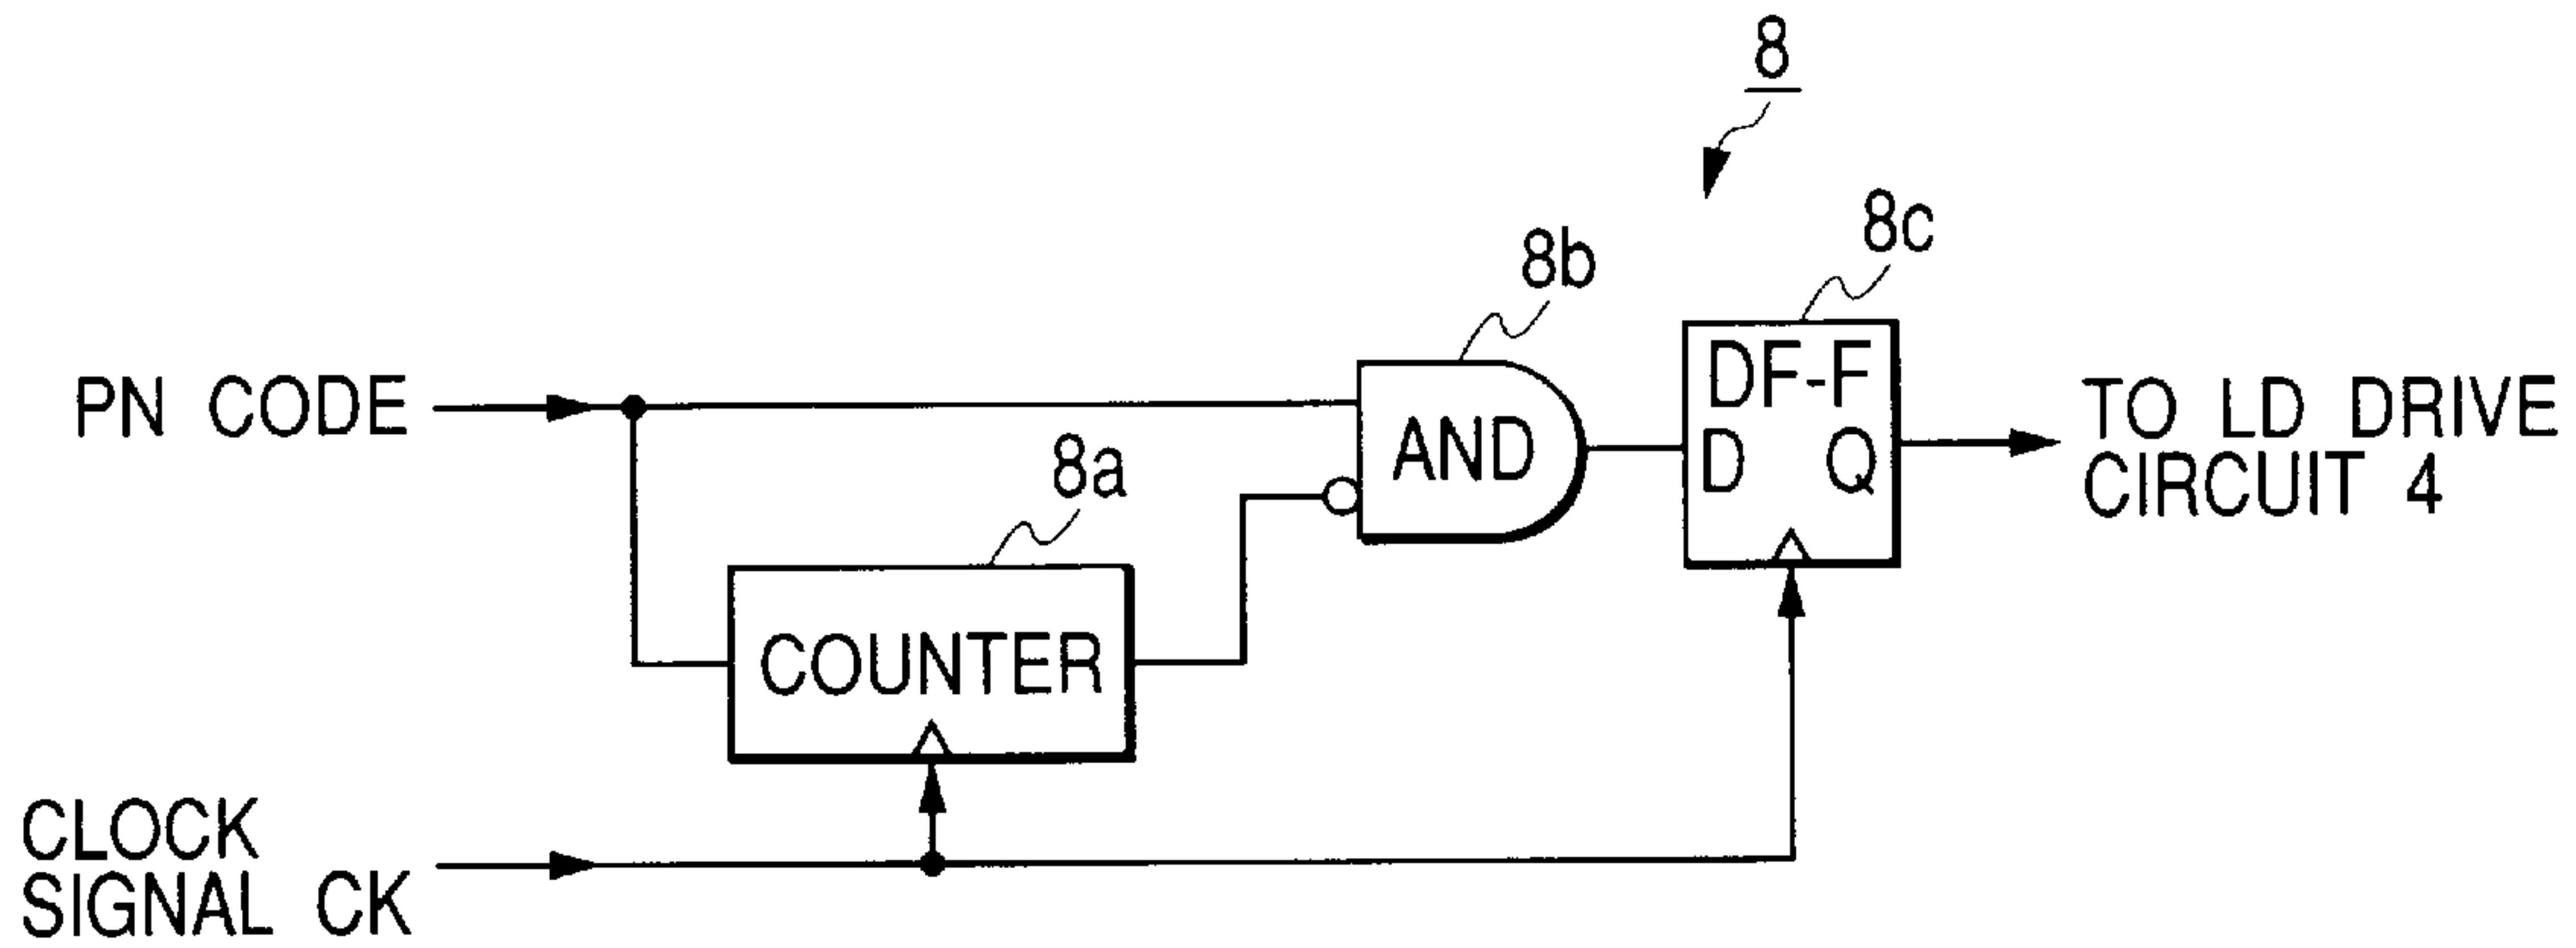 8
8c
8b
DF-F
PN CODE
AND
D Q
TO LD DRIVE
CIRCUIT 4
8a
COUNTER
CLOCK
SIGNAL CK